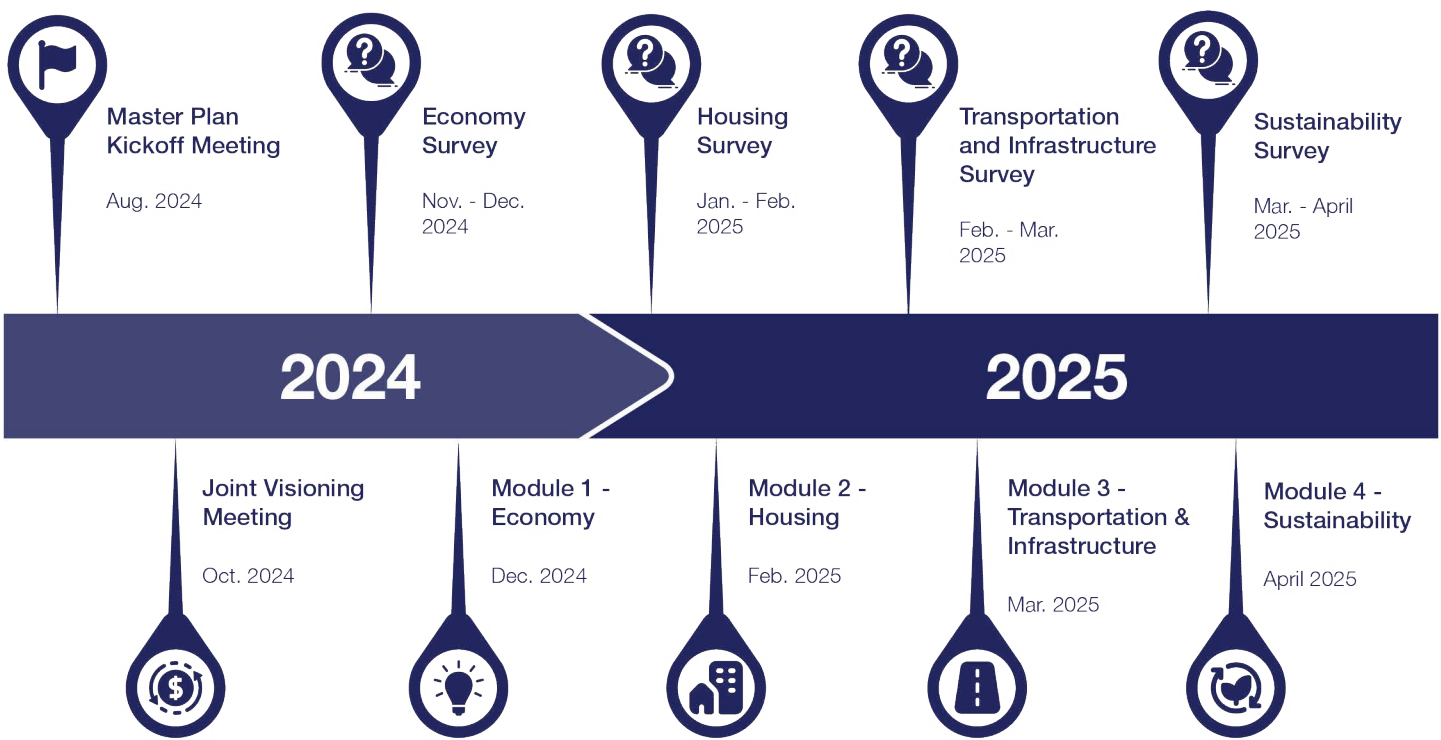 Master Plan
Kickoff Meeting
Aug. 2024
Economy
Survey
Nov. - Dec.
2024
Housing
Survey
Jan. - Feb.
2025
Transportation
and Infrastructure
Survey
Feb. - Mar.
2025
Sustainability
Survey
Mar. - April
2025
2024
2025
Joint Visioning
Meeting
Oct. 2024
Module 1 -
Economy
Dec. 2024
Module 2 -
Housing
Feb. 2025
Module 3 -
Transportation &
Infrastructure
Mar. 2025
Module 4 -
Sustainability
April 2025